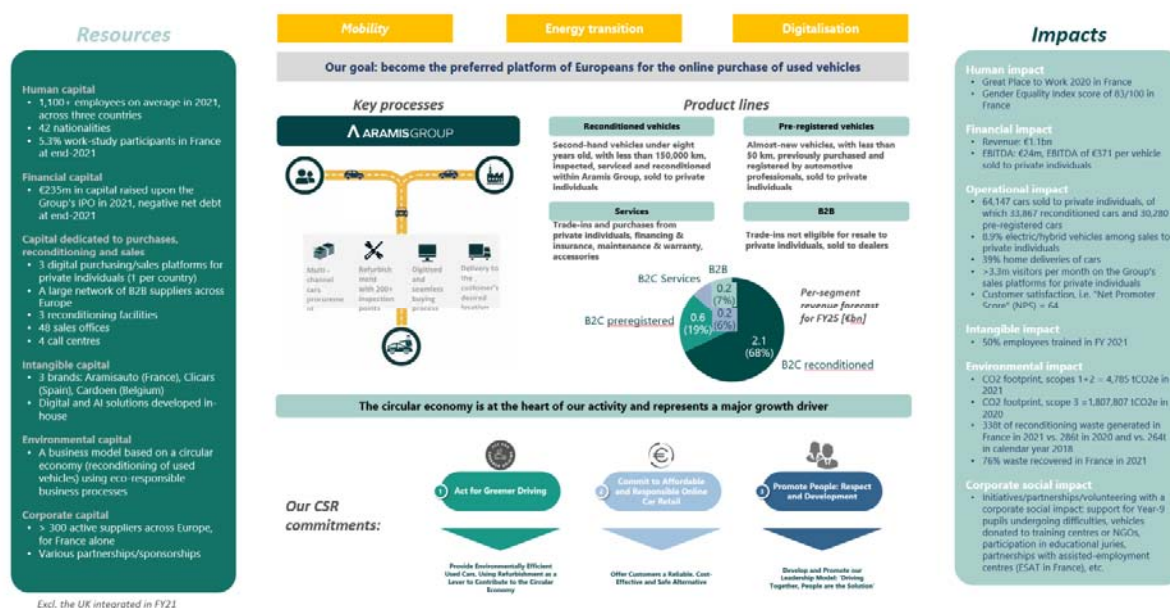 Resources
Human capital
• 1,100+ employees on average in 2021,
across three countries
• 42 nationalities
• 5.3% work-study participants in France
at end-2021
Financial capital
• €235m in capital raised upon the
Group's IPO in 2021, negative net debt
at end-2021
Capital dedicated to purchases,
reconditioning and sales
• 3 digital purchasing/sales platforms for
private individuals (1 per country)
• A large network of B2B suppliers across
Europe
• 3 reconditioning facilities
• 48 sales offices
• 4 call centres
Intangible capital
• 3 brands: Aramisauto (France), Clicars
(Spain), Cardoen (Belgium)
• Digital and AI solutions developed in-
house
Environmental capital
• A business model based on a circular
economy (reconditioning of used
vehicles) using eco-responsible
business processes
Corporate capital
• > 300 active suppliers across Europe,
for France alone
• Various partnerships/sponsorships
Excl. the UK integrated in FY21
Mobility
Energy transition
Digitalisation
Our goal: become the preferred platform of Europeans for the online purchase of used vehicles
Key processes
ARAMISGROUP
Multi-
channel
cars
procureme
nt
Refurbish
ment
with 200+
inspection
points
Digitised
and
seamless
buying
process
Delivery to
the
customer's
desired
location
Product lines
Reconditioned vehicles
Second-hand vehicles under eight
years old, with less than 150,000 km,
inspected, serviced and reconditioned
within Aramis Group, sold to private
individuals
Pre-registered vehicles
Almost-new vehicles, with less than
50 km, previously purchased and
registered by automotive
professionals, sold to private
individuals
Services
Trade-ins and purchases from
private individuals, financing &
insurance, maintenance & warranty,
accessories
B2B
Trade-ins not eligible for resale to
private individuals, sold to dealers
B2B
B2C Services
B2C preregistered
B2C reconditioned
0.2
(7%)
0.2
(6%)
0.6
(19%)
2.1
(68%)
Per-segment
revenue forecast
for FY25 [€bn]
The circular economy is at the heart of our activity and represents a major growth driver
Our CSR
commitments:
1 Act for Greener Driving
Provide Environmentally Efficient
Used Cars, Using Refurbishment as a
Lever to Contribute to the Circular
Economy
2 Commit to Affordable
and Responsible Online
Car Retail
Offer Customers a Reliable, Cost-
Effective and Safe Alternative
3 Promote People: Respect
and Development
Develop and Promote our
Leadership Model: 'Driving
Together, People are the Solution'
Impacts
Human impact
• Great Place to Work 2020 in France
• Gender Equality Index score of 83/100 in
France
Financial impact
• Revenue: €1.1bn
• EBITDA: €24m, EBITDA of €371 per vehicle
sold to private individuals
Operational impact
• 64,147 cars sold to private individuals, of
which 33,867 reconditioned cars and 30,280
pre-registered cars
• 8.9% electric/hybrid vehicles among sales to
private individuals
• 39% home deliveries of cars
• >3.3m visitors per month on the Group's
sales platforms for private individuals
• Customer satisfaction, i.e. "Net Promoter
Score" (NPS) = 64
Intangible impact
• 50% employees trained in FY 2021
Environmental impact
• CO2 footprint, scopes 1+2 = 4,785 tCO2e in
2021
• CO2 footprint, scope 3 =1,807,807 tCO2e in
2020
• 338t of reconditioning waste generated in
France in 2021 vs. 286t in 2020 and vs. 264t
in calendar year 2018
• 76% waste recovered in France in 2021
Corporate social impact
• Initiatives/partnerships/volunteering with a
corporate social impact: support for Year-9
pupils undergoing difficulties, vehicles
donated to training centres or NGOs,
participation in educational juries,
partnerships with assisted-employment
centres (ESAT in France), etc.